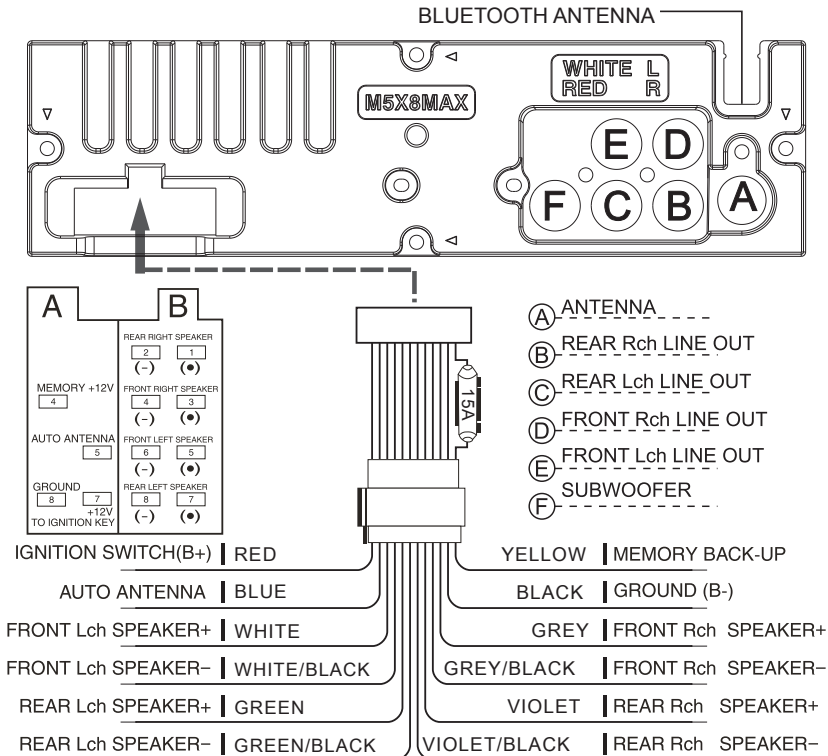 BLUETOOTH ANTENNA
WHITE L
RED R
M5X8MAX
E D
F C B A
A B
REAR RIGHT SPEAKER
2 1
(-) (●)
MEMORY +12V
4
FRONT RIGHT SPEAKER
4 3
(-) (●)
AUTO ANTENNA
5
FRONT LEFT SPEAKER
6 5
(-) (●)
GROUND
8 7
+12V
TO IGNITION KEY
REAR LEFT SPEAKER
8 7
(-) (●)
15A
A ANTENNA
B REAR Rch LINE OUT
C REAR Lch LINE OUT
D FRONT Rch LINE OUT
E FRONT Lch LINE OUT
F SUBWOOFER
IGNITION SWITCH(B+) RED
AUTO ANTENNA BLUE
FRONT Lch SPEAKER+ WHITE
FRONT Lch SPEAKER- WHITE/BLACK
REAR Lch SPEAKER+ GREEN
REAR Lch SPEAKER- GREEN/BLACK
YELLOW MEMORY BACK-UP
BLACK GROUND (B-)
GREY FRONT Rch SPEAKER+
GREY/BLACK FRONT Rch SPEAKER-
VIOLET REAR Rch SPEAKER+
VIOLET/BLACK REAR Rch SPEAKER-